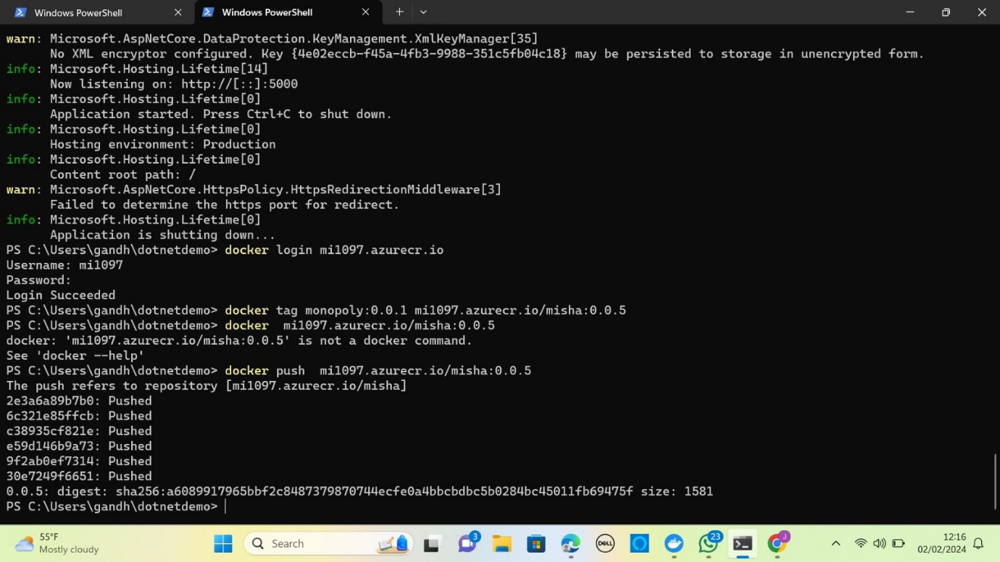 Windows PowerShell
Windows PowerShell
warn: Microsoft.AspNetCore.DataProtection.KeyManagement.XmlKeyManager[35]
No XML encryptor configured. Key {4e02eccb-f45a-4fb3-9988-351c5fb04c18} may be persisted to storage in unencrypted form.
info: Microsoft.Hosting.Lifetime[14]
Now listening on: http://[::]:5000
info: Microsoft.Hosting.Lifetime[0]
Application started. Press Ctrl+C to shut down.
info: Microsoft.Hosting.Lifetime[0]
Hosting environment: Production
info: Microsoft.Hosting.Lifetime[0]
Content root path: /
warn: Microsoft.AspNetCore.HttpsPolicy.HttpsRedirectionMiddleware[3]
Failed to determine the https port for redirect.
info: Microsoft.Hosting.Lifetime[0]
Application is shutting down...
PS C:\Users\gandh\dotnetdemo> docker login mi1097.azurecr.io
Username: mi1097
Password:
Login Succeeded
PS C:\Users\gandh\dotnetdemo> docker tag monopoly:0.0.1 mi1097.azurecr.io/misha:0.0.5
PS C:\Users\gandh\dotnetdemo> docker  mi1097.azurecr.io/misha:0.0.5
docker: 'mi1097.azurecr.io/misha:0.0.5' is not a docker command.
See 'docker --help'
PS C:\Users\gandh\dotnetdemo> docker push  mi1097.azurecr.io/misha:0.0.5
The push refers to repository [mi1097.azurecr.io/misha]
2e3a6a89b7b0: Pushed
6c321e85ffcb: Pushed
c38935cf821e: Pushed
e59d146b9a73: Pushed
9f2ab0ef7314: Pushed
30e7249f6651: Pushed
0.0.5: digest: sha256:a6089917965bbf2c8487379870744ecfe0a4bbcbdbc5b0284bc45011fb69475f size: 1581
PS C:\Users\gandh\dotnetdemo>
55°F
Mostly cloudy
Search
3
DELL
23
J
12:16
02/02/2024